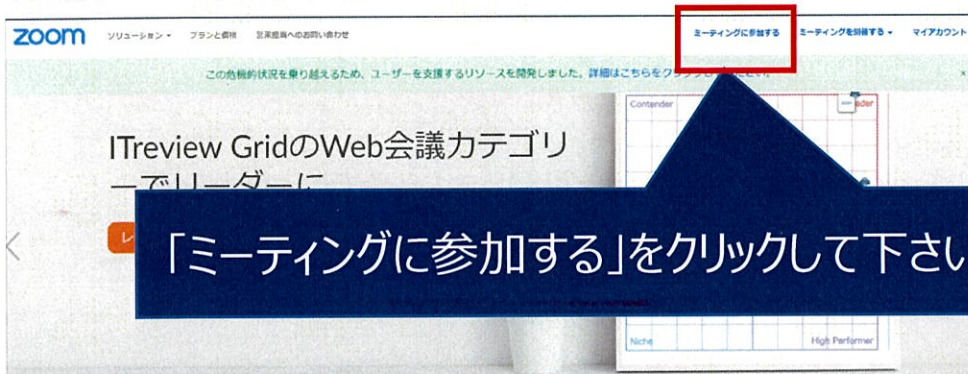 zoom ソリューション プランと価格 営業担当へのお問い合わせ ミーティングに参加する ミーティングを開催する マイアカウント
この危機的状況を乗り越えるため、ユーザーを支援するリソースを開発しました。詳細はこちらをク
Contender
ITreview GridのWeb会議カテゴリ
ーでリーダーに
「ミーティングに参加する」をクリックして下さい
Niche High Performer